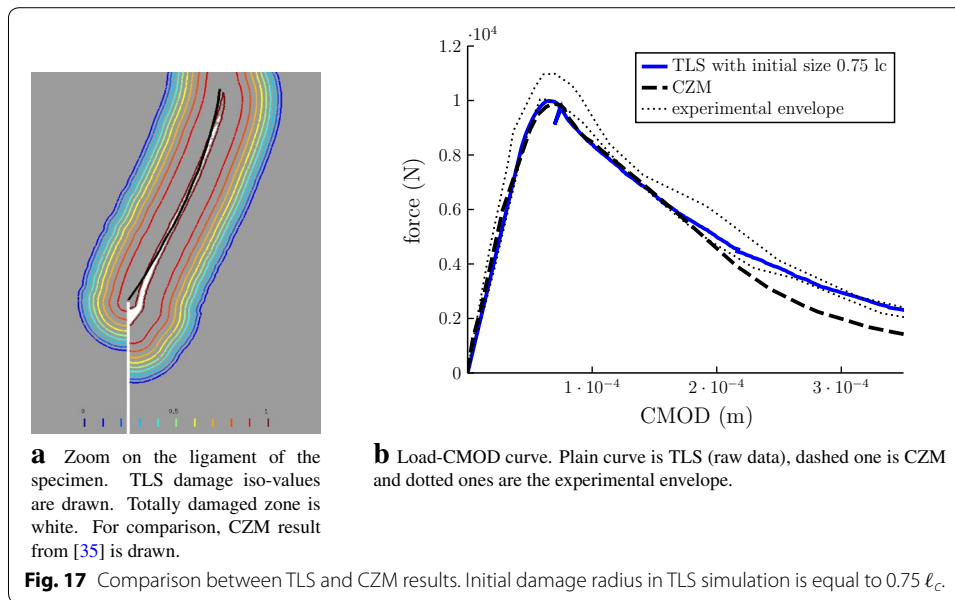 0 0.5 1
a Zoom on the ligament of the
specimen. TLS damage iso-values
are drawn. Totally damaged zone is
white. For comparison, CZM result
from [35] is drawn.
·10⁴
1.2
1
0.8
0.6
0.4
0.2
0
force (N)
TLS with initial size 0.75 lc
CZM
experimental envelope
1 · 10⁻⁴ 2 · 10⁻⁴ 3 · 10⁻⁴
CMOD (m)
b Load-CMOD curve. Plain curve is TLS (raw data), dashed one is CZM
and dotted ones are the experimental envelope.
Fig. 17 Comparison between TLS and CZM results. Initial damage radius in TLS simulation is equal to 0.75 ℓc.